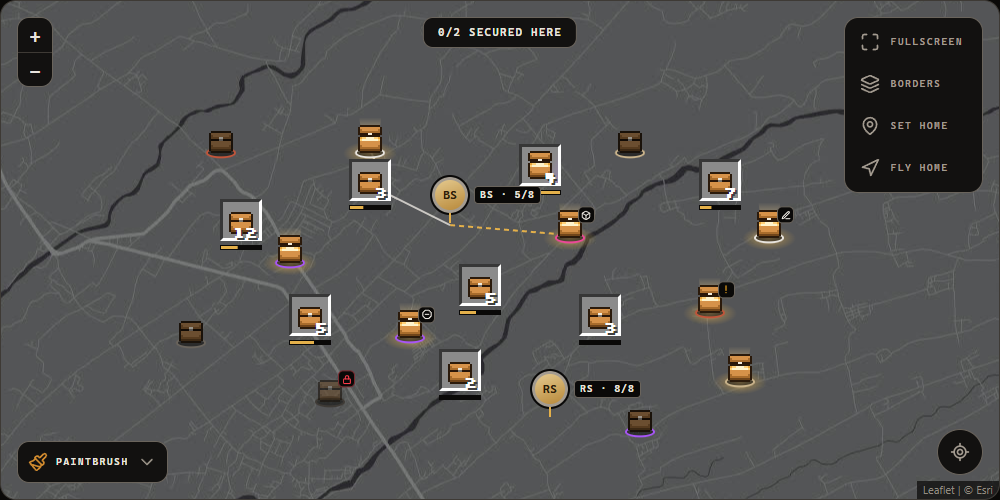 +
−
0/2 SECURED HERE
FULLSCREEN
BORDERS
SET HOME
FLY HOME
3
4
7
12
BS
BS · 5/8
5
5
3
2
RS
RS · 8/8
PAINTBRUSH
Leaflet | © Esri